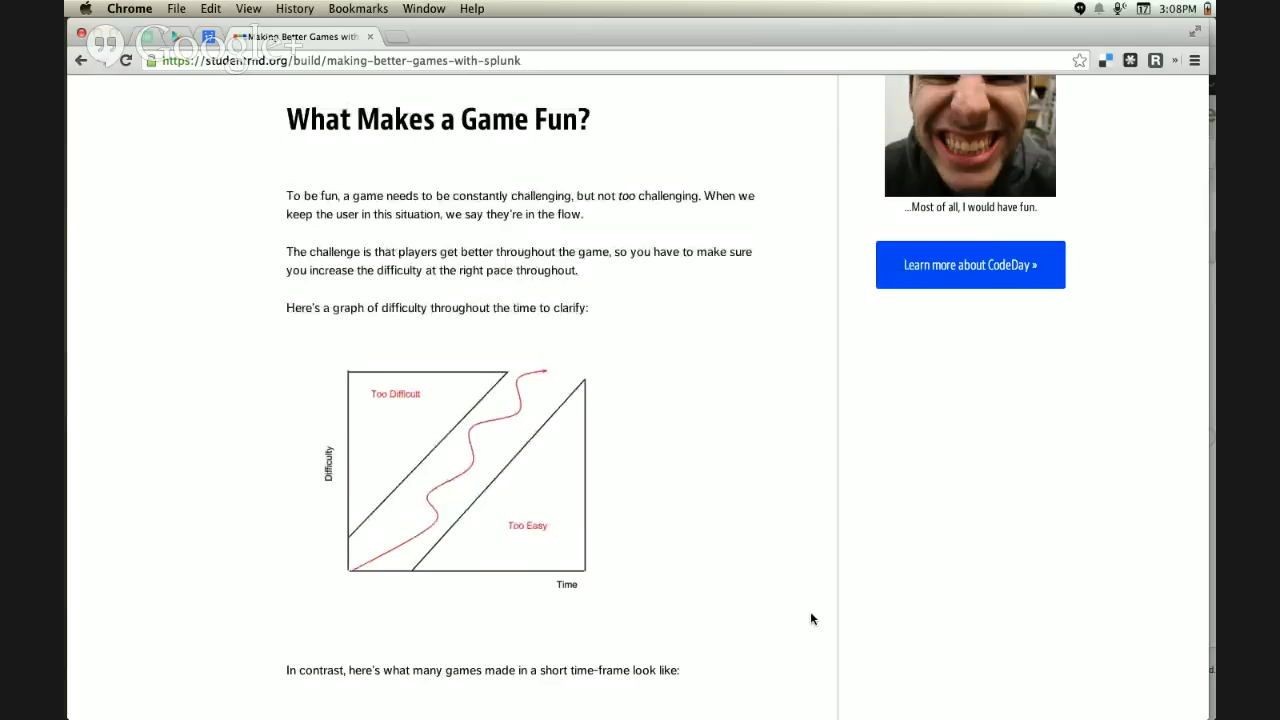 Chrome File Edit View History Bookmarks Window Help
17 3:08PM
Google+
Making Better Games with
https://studentrnd.org/build/making-better-games-with-splunk
R
What Makes a Game Fun?
To be fun, a game needs to be constantly challenging, but not too challenging. When we
keep the user in this situation, we say they're in the flow.
The challenge is that players get better throughout the game, so you have to make sure
you increase the difficulty at the right pace throughout.
Here's a graph of difficulty throughout the time to clarify:
Too Difficult
Difficulty
Too Easy
Time
In contrast, here's what many games made in a short time-frame look like:
...Most of all, I would have fun.
Learn more about CodeDay »